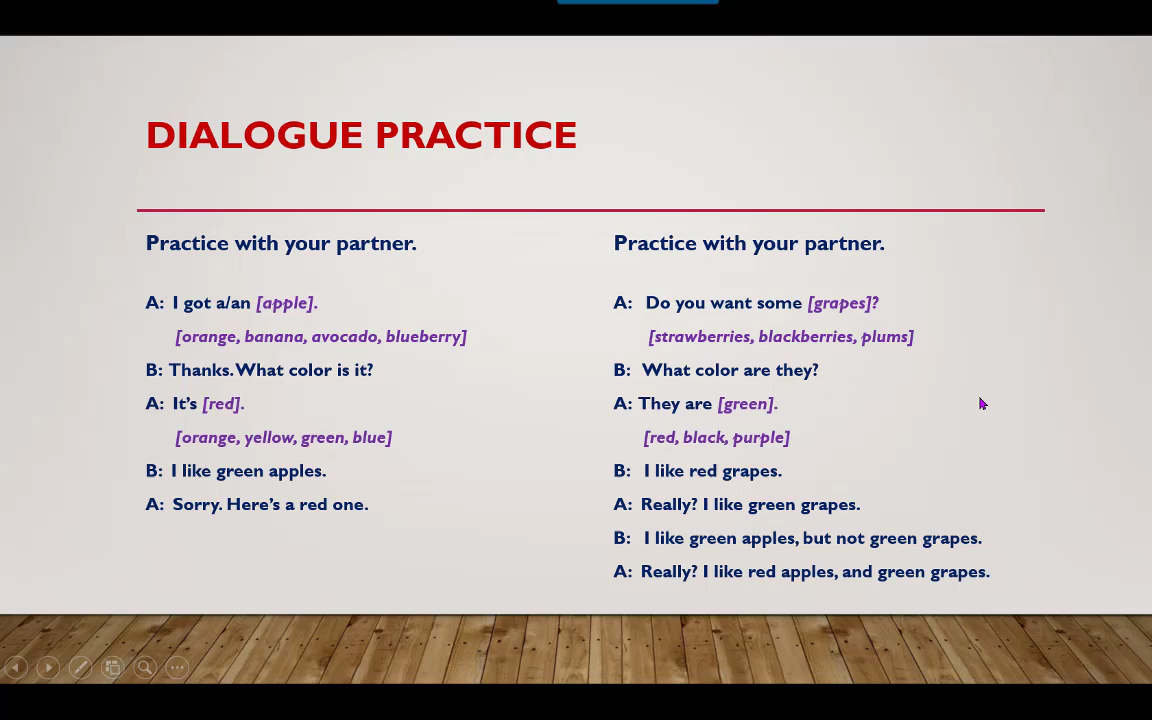 DIALOGUE PRACTICE
Practice with your partner.
A: I got a/an [apple].
[orange, banana, avocado, blueberry]
B: Thanks. What color is it?
A: It's [red].
[orange, yellow, green, blue]
B: I like green apples.
A: Sorry. Here's a red one.
Practice with your partner.
A: Do you want some [grapes]?
[strawberries, blackberries, plums]
B: What color are they?
A: They are [green].
[red, black, purple]
B: I like red grapes.
A: Really? I like green grapes.
B: I like green apples, but not green grapes.
A: Really? I like red apples, and green grapes.